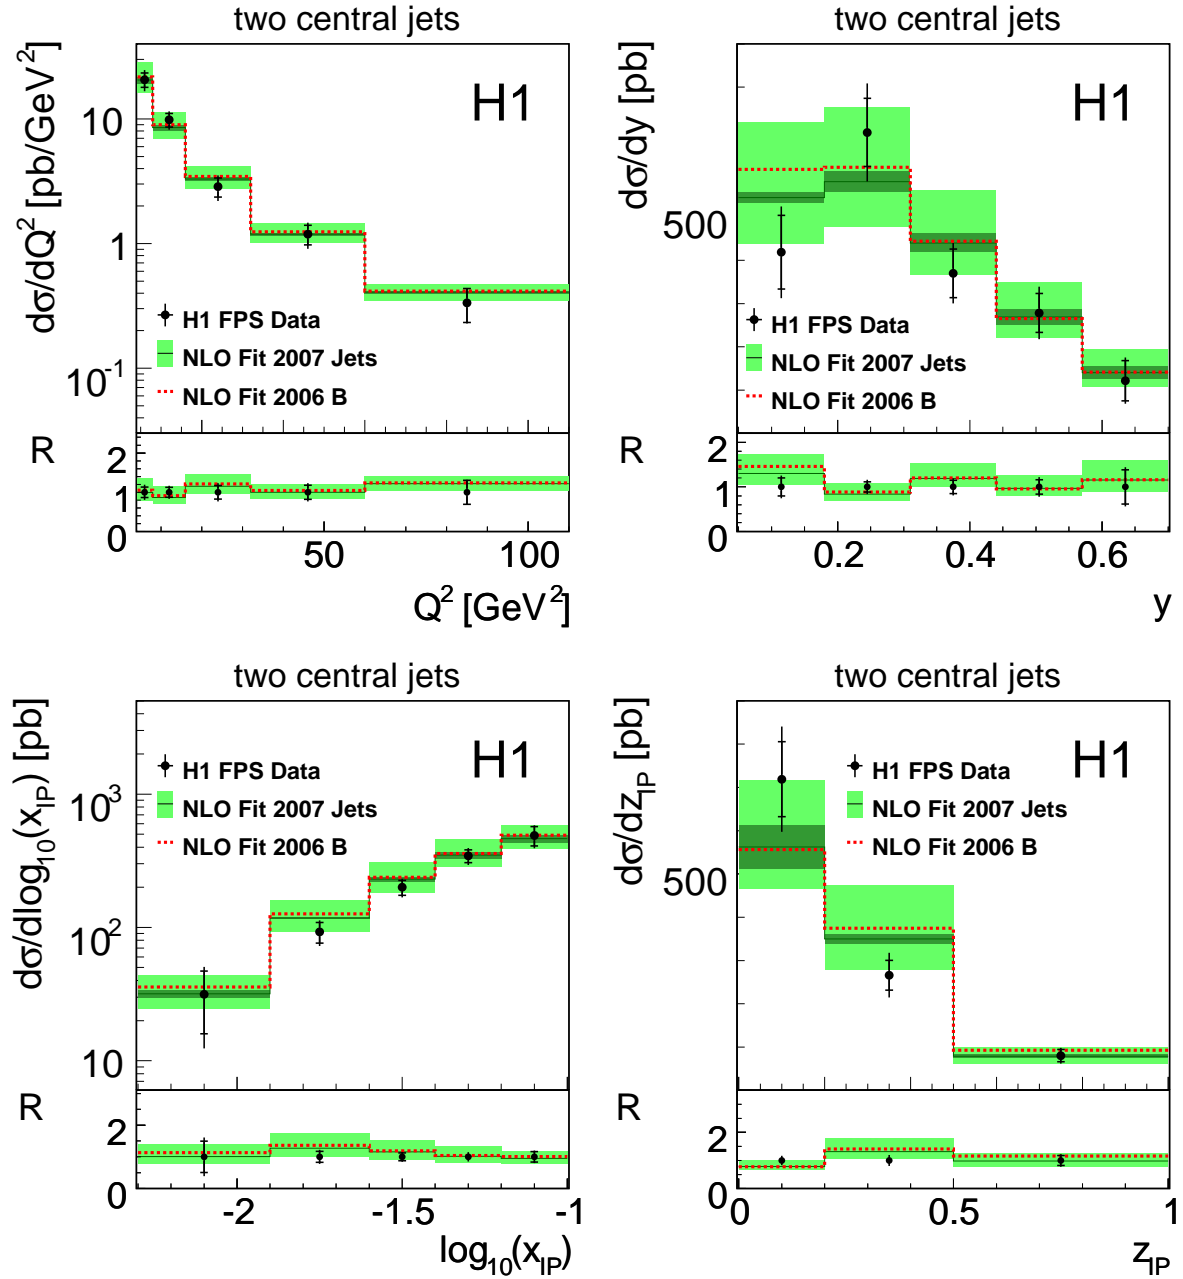 two central jets
dσ/dQ² [pb/GeV²]
H1
10
1
10⁻¹
H1 FPS Data
NLO Fit 2007 Jets
NLO Fit 2006 B
R
2
1
0
50
100
Q² [GeV²]
two central jets
dσ/dy [pb]
H1
500
H1 FPS Data
NLO Fit 2007 Jets
NLO Fit 2006 B
R
2
1
0
0.2
0.4
0.6
y
two central jets
dσ/dlog₁₀(x_IP) [pb]
H1
H1 FPS Data
NLO Fit 2007 Jets
NLO Fit 2006 B
10³
10²
10
R
2
0
-2
-1.5
-1
log₁₀(x_IP)
two central jets
dσ/dz_IP [pb]
H1
H1 FPS Data
NLO Fit 2007 Jets
NLO Fit 2006 B
500
R
2
0
0
0.5
1
z_IP